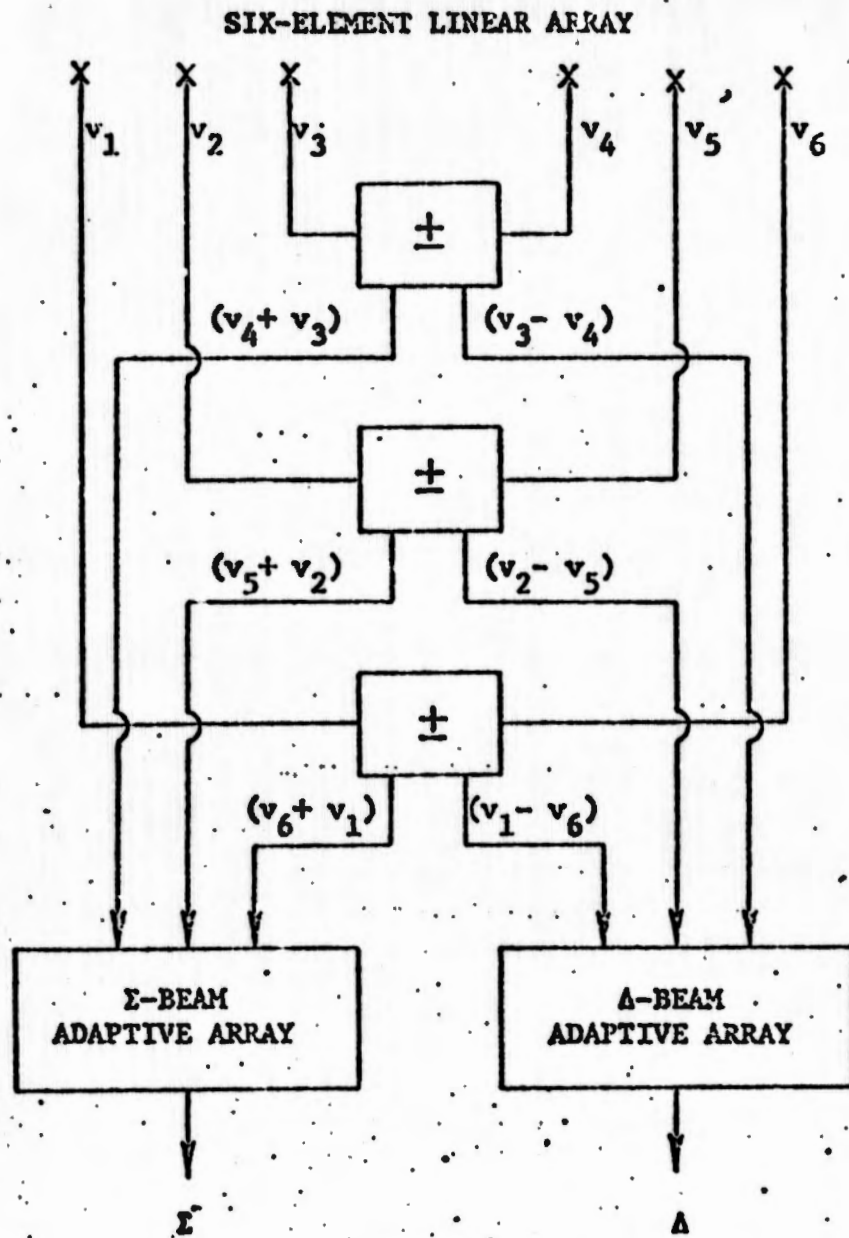 SIX-ELEMENT LINEAR ARRAY
X X X X X X
v1 v2 v3 v4 v5 v6
±
(v4+ v3) (v3- v4)
±
(v5+ v2) (v2- v5)
±
(v6+ v1) (v1- v6)
Σ-BEAM Δ-BEAM
ADAPTIVE ARRAY ADAPTIVE ARRAY
Σ Δ